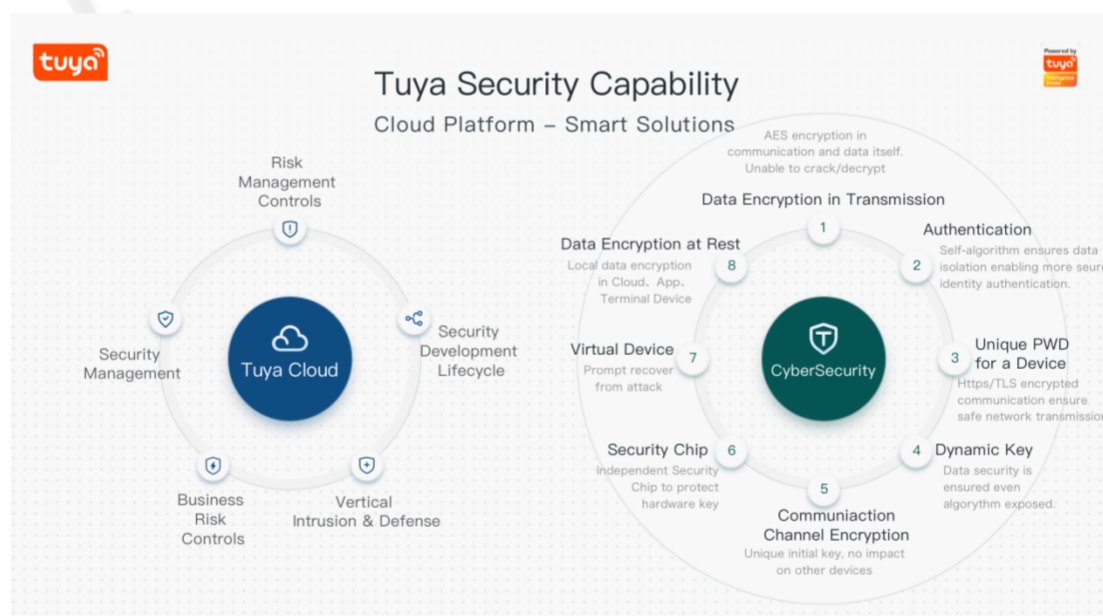 tuya
Powered by
tuya
Tuya Security Capability
Cloud Platform – Smart Solutions
Risk
Management
Controls
Security
Development
Lifecycle
Vertical
Intrusion & Defense
Business
Risk
Controls
Security
Management
Tuya Cloud
AES encryption in
communication and data itself.
Unable to crack/decrypt
Data Encryption in Transmission
1
Authentication
2
Self-algorithm ensures data
isolation enabling more seure
identity authentication.
3
Unique PWD
for a Device
Https/TLS encrypted
communication ensure.
safe network transmission
4
Dynamic Key
Data security is
ensured even
algorythm exposed.
5
Communiaction
Channel Encryption
Unique initial key, no impact
on other devices
Security Chip
6
Independent Security
Chip to protect
hardware key
Virtual Device
7
Prompt recover
from attack
Data Encryption at Rest
8
Local data encryption
in Cloud、App、
Terminal Device
CyberSecurity